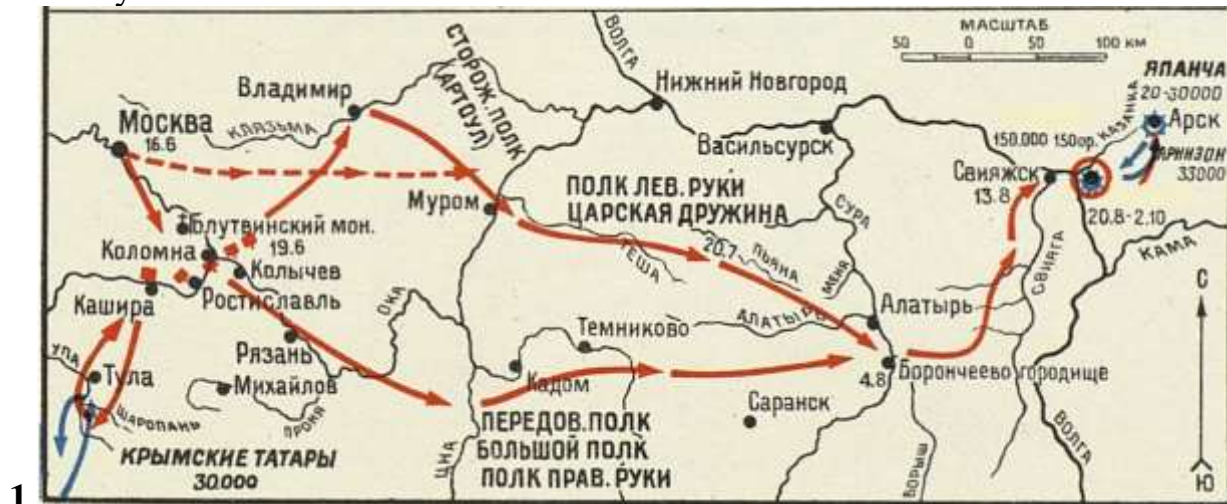 ВОЛГА
МАСШТАБ
50 0 50 100 КМ
ЯПАНЧА
20-30000
Арск
КАЗАНКА
150.000 150 ор.
ГАРНИЗОН
33000
СТОРОЖ. ПОЛК
(АРТОУЛ)
Нижний Новгород
Владимир
КЛЯЗЬМА
Москва
16.6
Васильсурск
Свияжск
13.8
20.8-2.10
ПОЛК ЛЕВ. РУКИ
ЦАРСКАЯ ДРУЖИНА
СУРА
Муром
Голутвинский мон.
19.6
Коломна
Колычев
Ростиславль
Кашира
ТЕША
20.7
ПЬЯНА
МЕНЯ
СВИЯГА
КАМА
С
ОКА
Рязань
Темниково
АЛАТЫРЬ
Алатырь
УПА
Тула
Михайлов
ПРОНЯ
ШАРОПАНЬ
Кадом
4.8
Борончеево городище
Саранск
ПЕРЕДОВ. ПОЛК
БОЛЬШОЙ ПОЛК
ПОЛК ПРАВ. РУКИ
КРЫМСКИЕ ТАТАРЫ
30.000
ЦНА
БОРЫШ
ВОЛГА
Ю
1